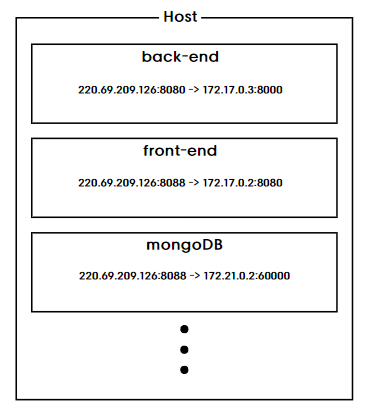 Host
back-end
220.69.209.126:8080 -> 172.17.0.3:8000
front-end
220.69.209.126:8088 -> 172.17.0.2:8080
mongoDB
220.69.209.126:8088 -> 172.21.0.2:60000